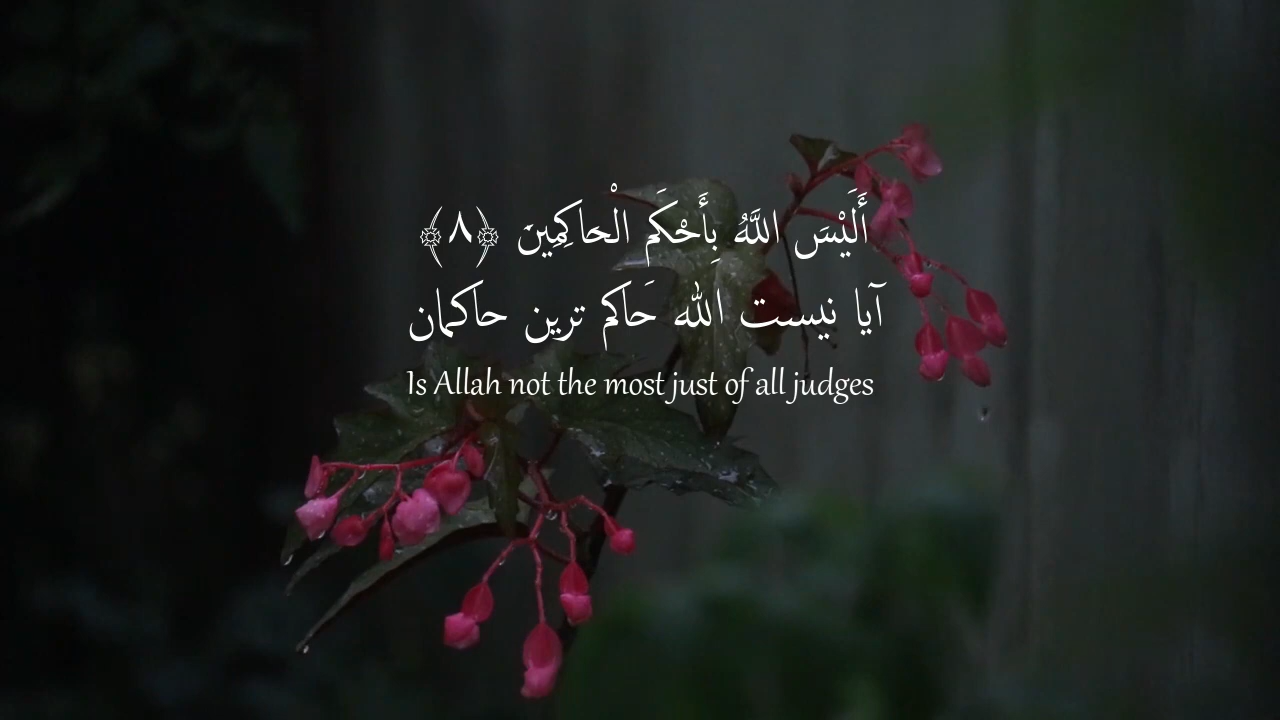 أَلَيْسَ اللَّهُ بِأَحْكَمِ الْحَاكِمِينَ ﴿٨﴾
آیا نیست الله حَاکم ترین حاکمان
Is Allah not the most just of all judges